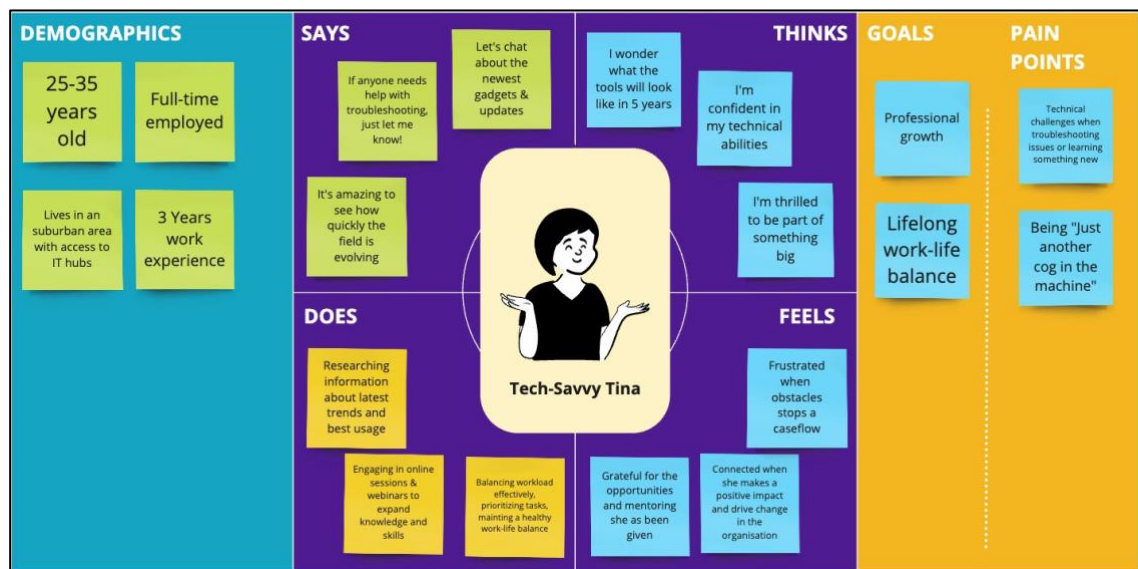 DEMOGRAPHICS
25-35
years
old
Full-time
employed
Lives in an
suburban area
with access to
IT hubs
3 Years
work
experience
SAYS
If anyone needs
help with
troubleshooting,
just let me
know!
Let's chat
about the
newest
gadgets &
updates
It's amazing to
see how
quickly the
field is
evolving
THINKS
I wonder
what the
tools will look
like in 5 years
I'm
confident in
my technical
abilities
I'm thrilled
to be part of
something
big
DOES
Researching
information
about latest
trends and
best usage
Engaging in online
sessions &
webinars to
expand
knowledge and
skills
Balancing workload
effectively,
prioritizing tasks,
mainting a healthy
work-life balance
FEELS
Frustrated
when
obstacles
stops a
caseflow
Grateful for the
opportunities
and mentoring
she as been
given
Connected when
she makes a
positive impact
and drive change
in the
organisation
Tech-Savvy Tina
GOALS
Professional
growth
Lifelong
work-life
balance
PAIN
POINTS
Technical
challenges when
troubleshooting
issues or learning
something new
Being "Just
another
cog in the
machine"